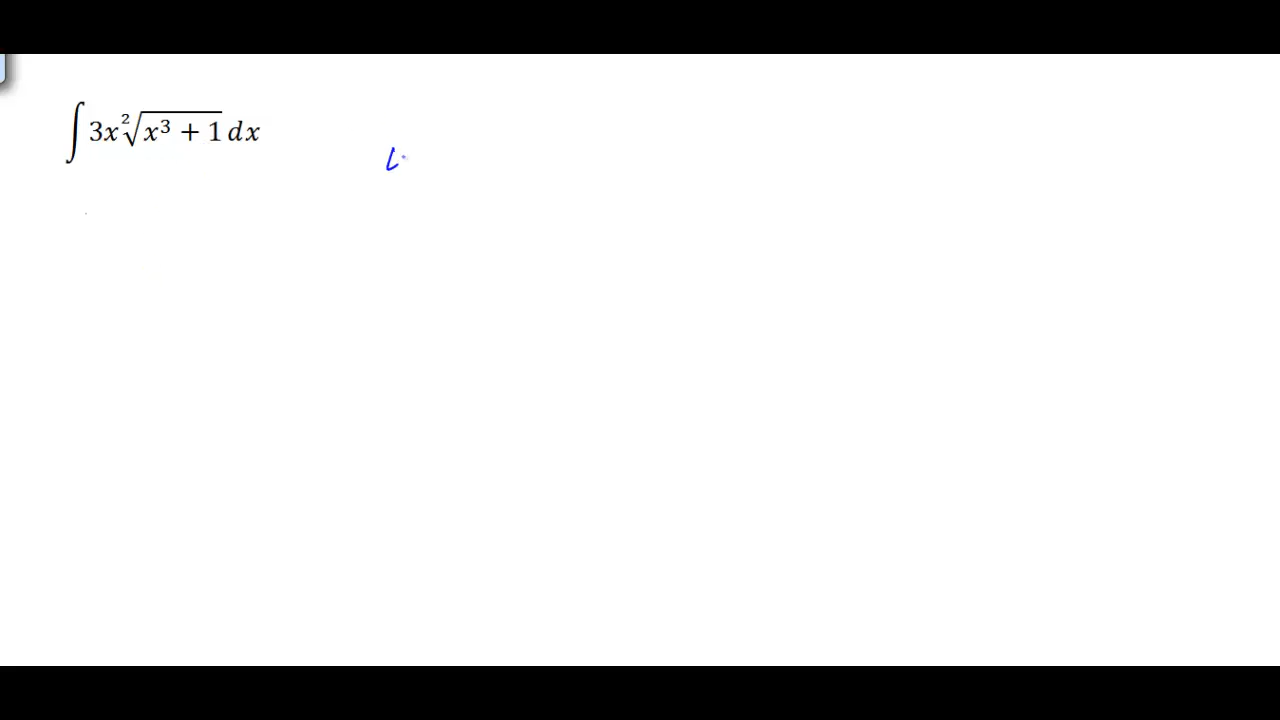 ∫ 3x²√(x³ + 1) dx